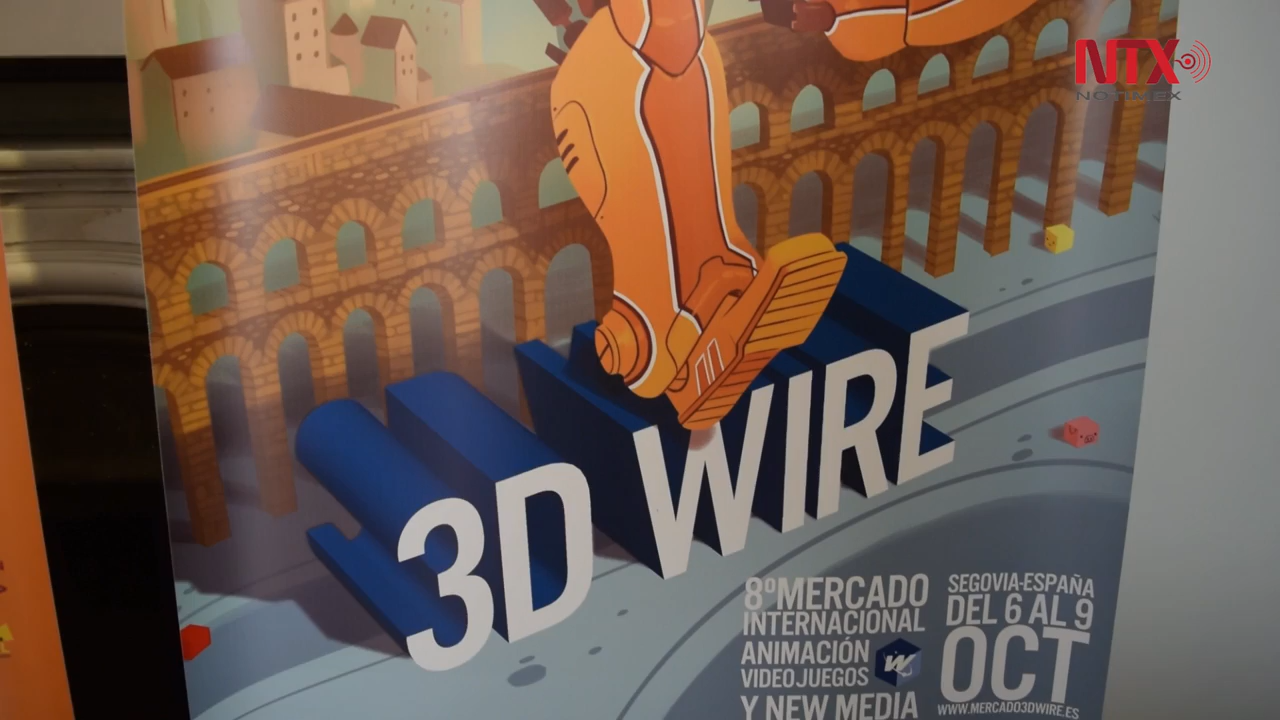 NTX
NOTIMEX
3D WIRE
8º MERCADO
INTERNACIONAL
ANIMACIÓN
VIDEOJUEGOS
Y NEW MEDIA
W
SEGOVIA-ESPAÑA
DEL 6 AL 9
OCT
WWW.MERCADO3DWIRE.ES